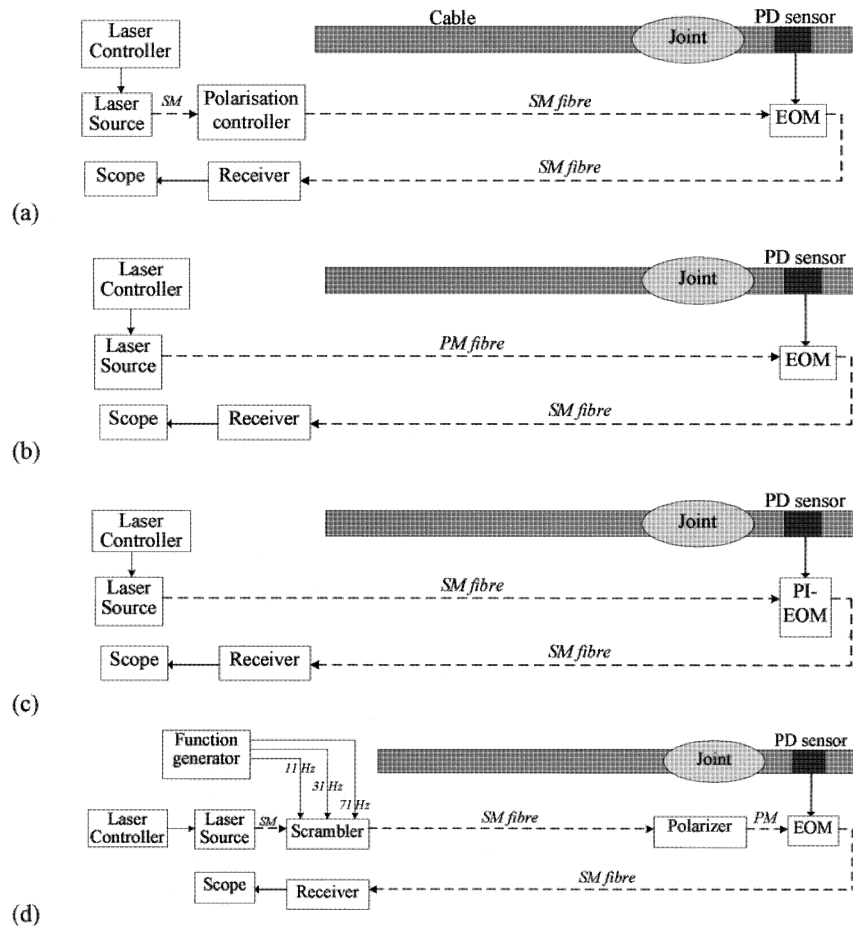 Laser
Controller
Cable
Joint
PD sensor
Laser
Source
SM
Polarisation
controller
SM fibre
EOM
Scope
Receiver
SM fibre
(a)
Laser
Controller
Joint
PD sensor
Laser
Source
PM fibre
EOM
Scope
Receiver
SM fibre
(b)
Laser
Controller
Joint
PD sensor
Laser
Source
SM fibre
PI-
EOM
Scope
Receiver
SM fibre
(c)
Function
generator
11 Hz
31 Hz
71 Hz
Joint
PD sensor
Laser
Controller
Laser
Source
SM
Scrambler
SM fibre
Polarizer
PM
EOM
Scope
Receiver
SM fibre
(d)